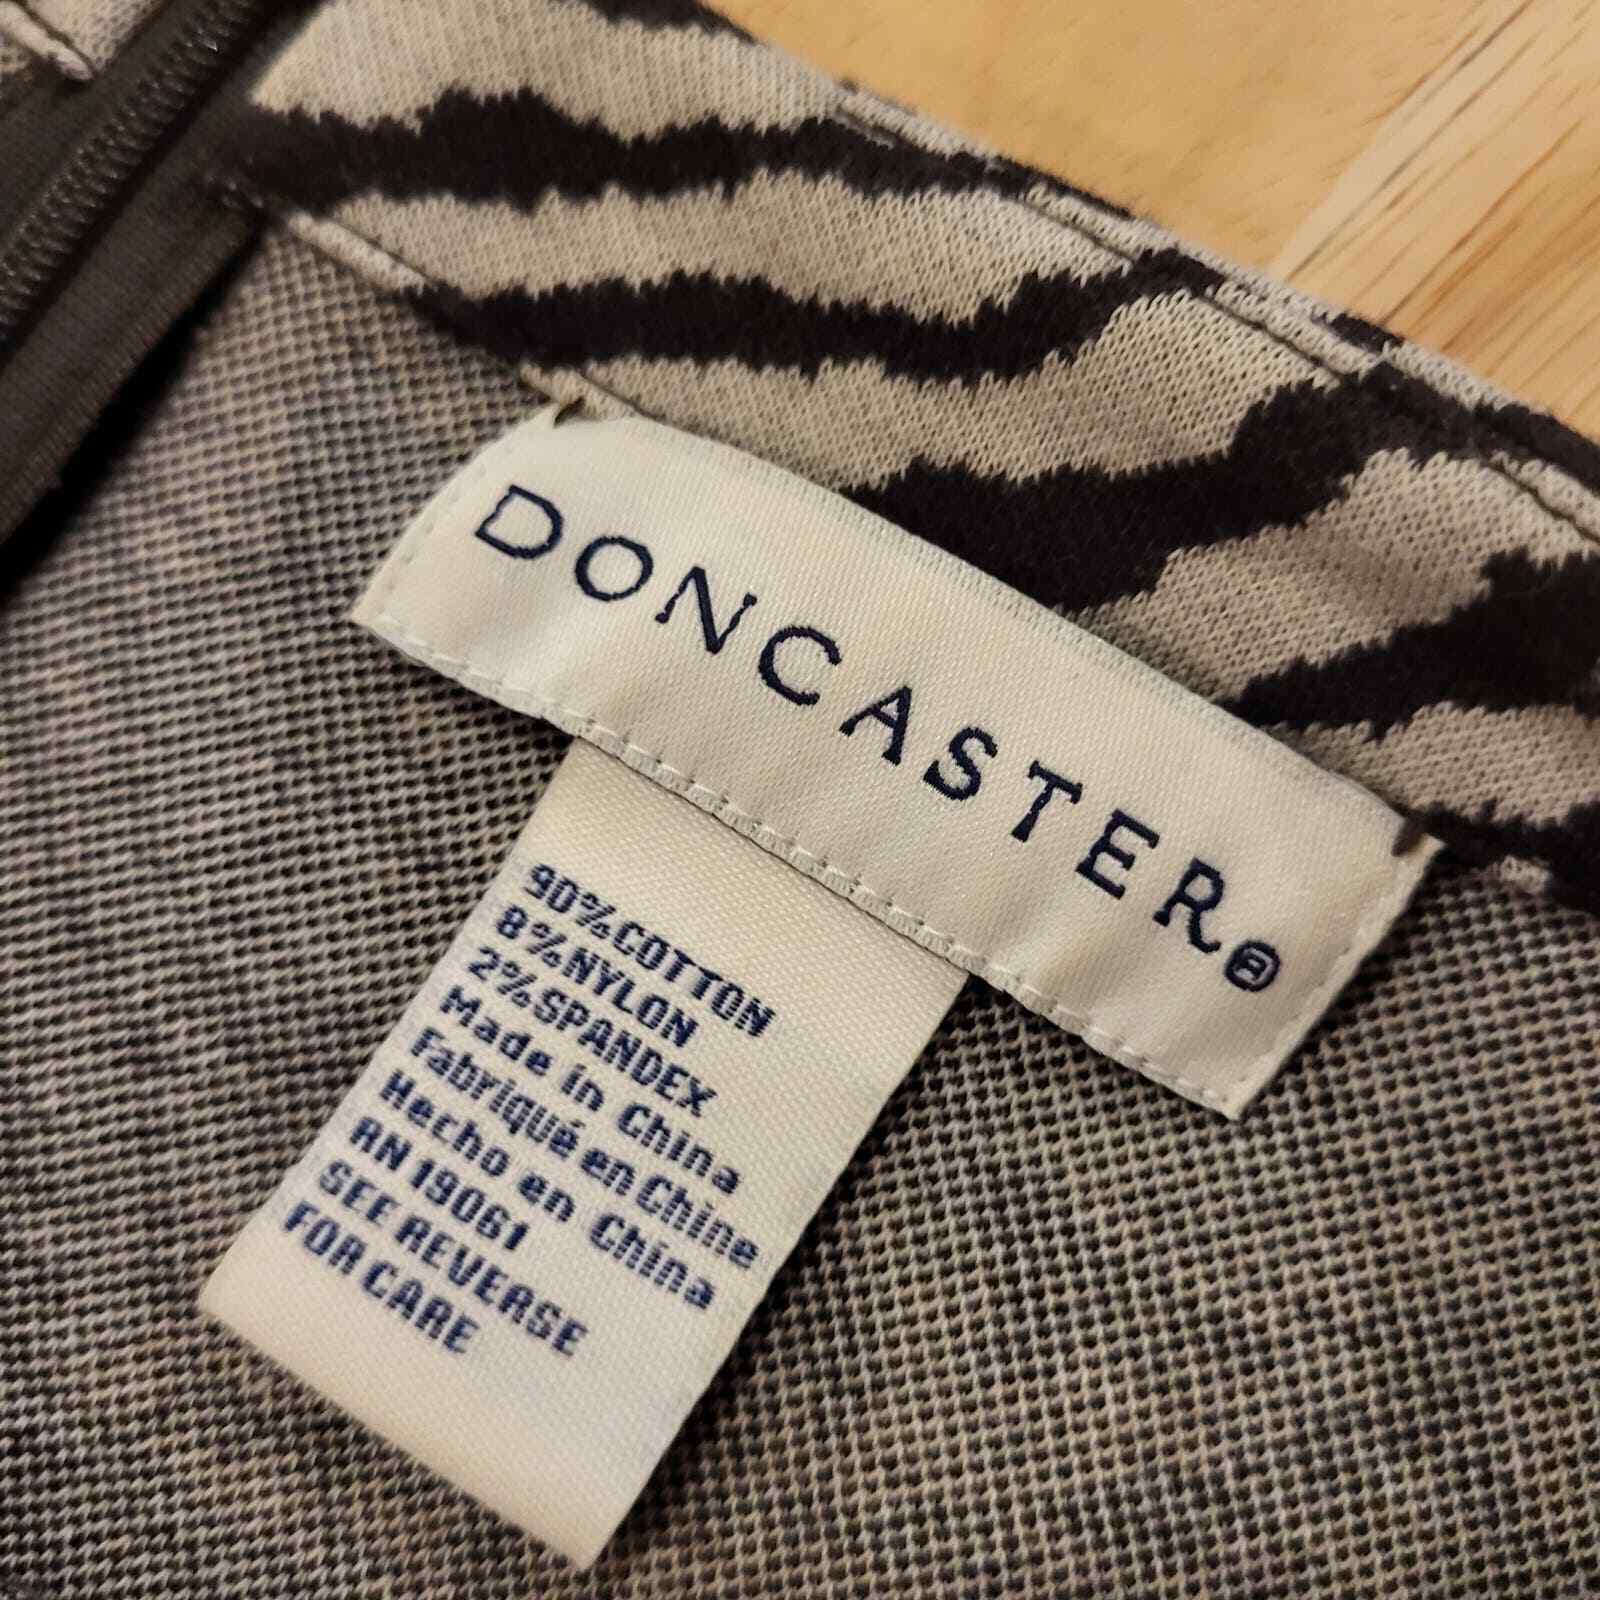 DONCASTER®
90%COTTON
8%NYLON
2%SPANDEX
Made in China
Fabriqué en Chine
Hecho en China
RN 19061
SEE REVERSE
FOR CARE